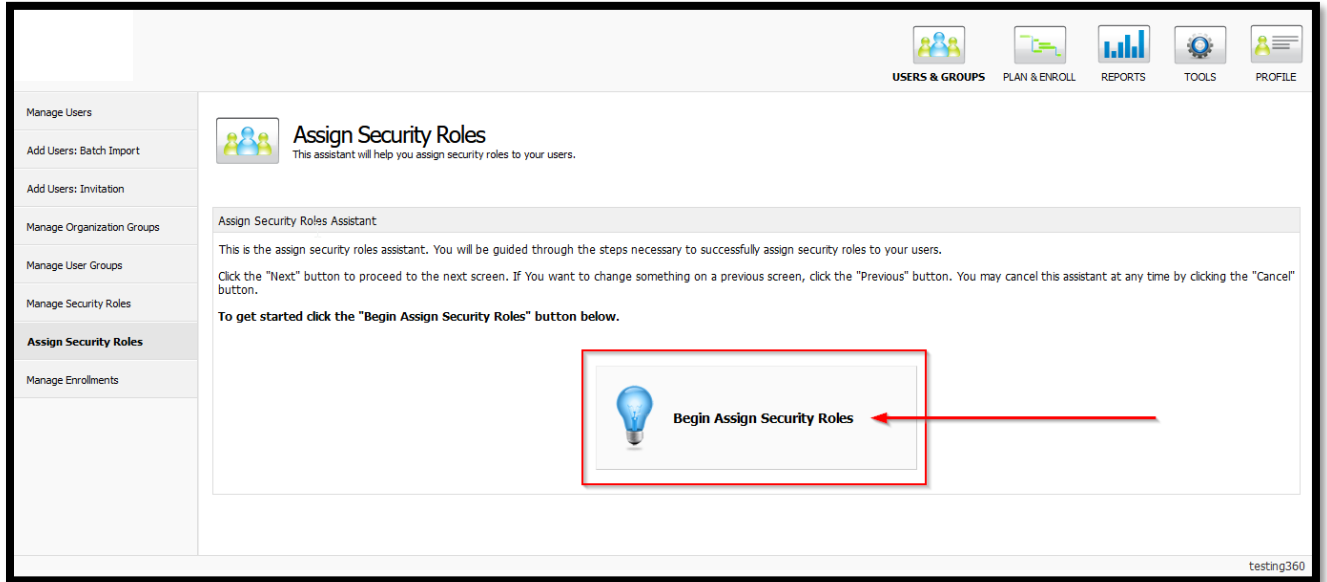 USERS & GROUPS
PLAN & ENROLL
REPORTS
TOOLS
PROFILE
Manage Users
Add Users: Batch Import
Add Users: Invitation
Manage Organization Groups
Manage User Groups
Manage Security Roles
Assign Security Roles
Manage Enrollments
Assign Security Roles
This assistant will help you assign security roles to your users.
Assign Security Roles Assistant
This is the assign security roles assistant. You will be guided through the steps necessary to successfully assign security roles to your users.
Click the "Next" button to proceed to the next screen. If You want to change something on a previous screen, click the "Previous" button. You may cancel this assistant at any time by clicking the "Cancel"
button.
To get started click the "Begin Assign Security Roles" button below.
Begin Assign Security Roles
testing360